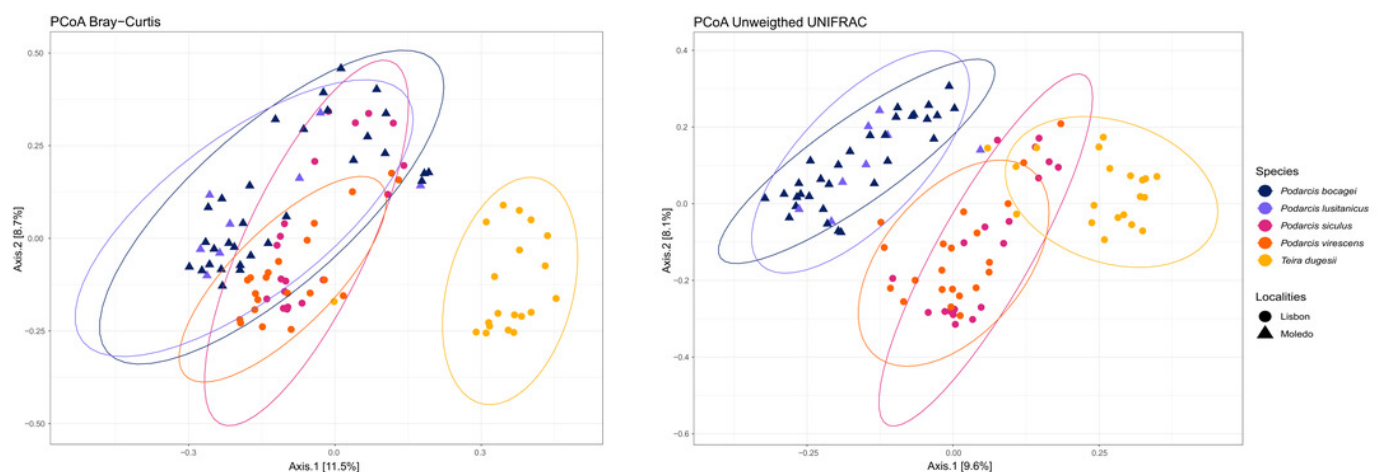 PCoA Bray-Curtis
0.50
0.25
0.00
-0.25
-0.50
Axis.2 [8.7%]
-0.3
0.0
0.3
Axis.1 [11.5%]
PCoA Unweigthed UNIFRAC
0.4
0.2
0.0
-0.2
-0.4
-0.6
Axis.2 [8.1%]
-0.25
0.00
0.25
Axis.1 [9.6%]
Species
Podarcis bocagei
Podarcis lusitanicus
Podarcis siculus
Podarcis virescens
Teira dugesii
Localities
Lisbon
Moledo